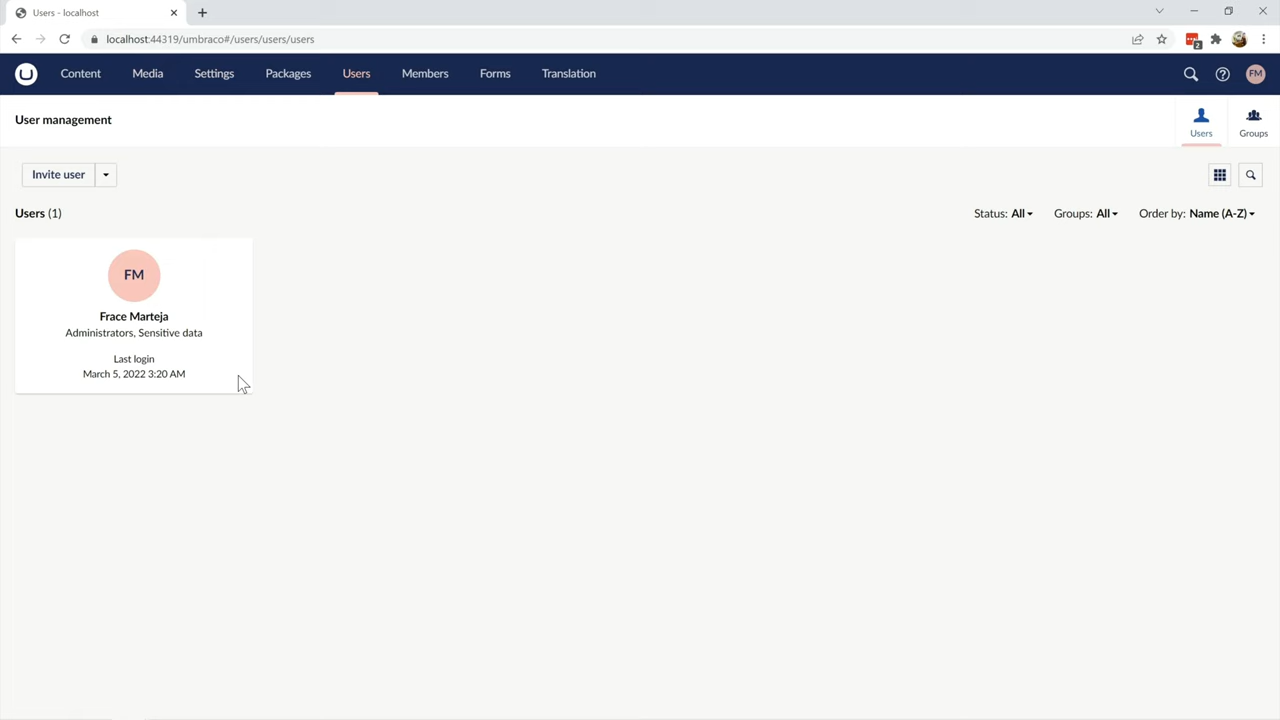 Users - localhost
localhost:44319/umbraco#/users/users/users
2
Content Media Settings Packages Users Members Forms Translation
FM
User management
Users
Groups
Invite user
Users (1)
Status: All
Groups: All
Order by: Name (A-Z)
FM
Frace Marteja
Administrators, Sensitive data
Last login
March 5, 2022 3:20 AM